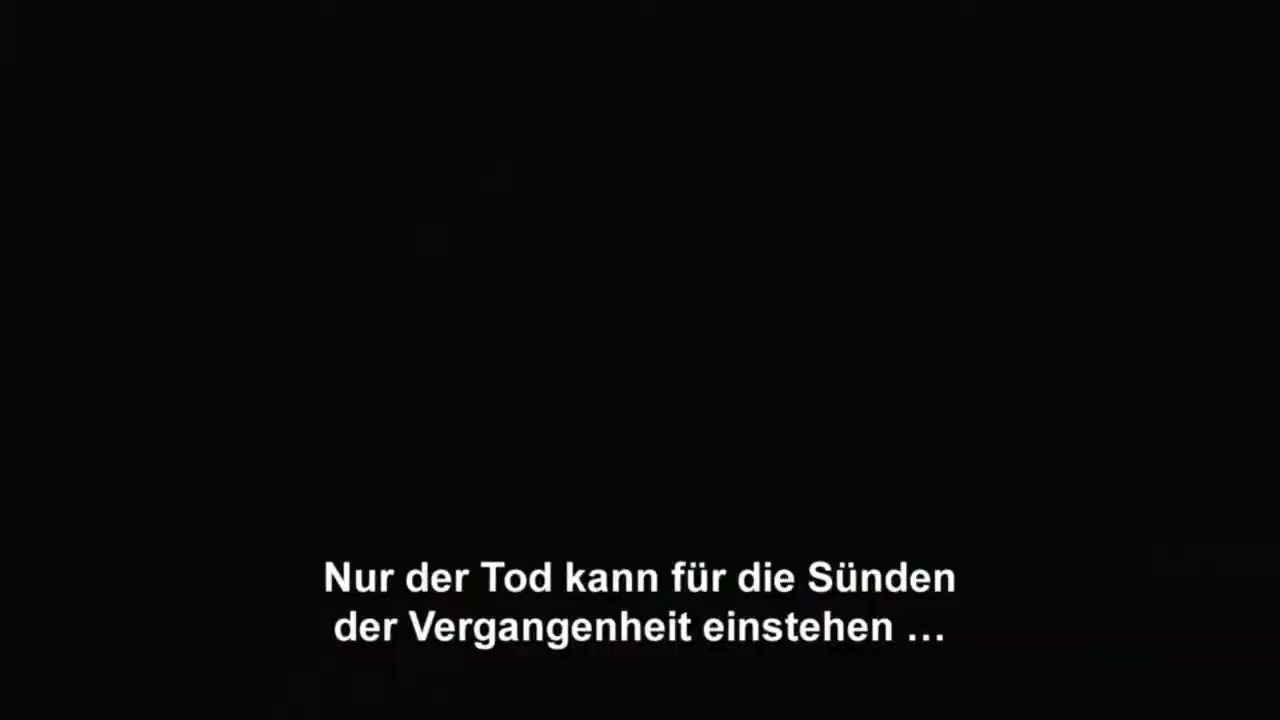 Nur der Tod kann für die Sünden
der Vergangenheit einstehen …